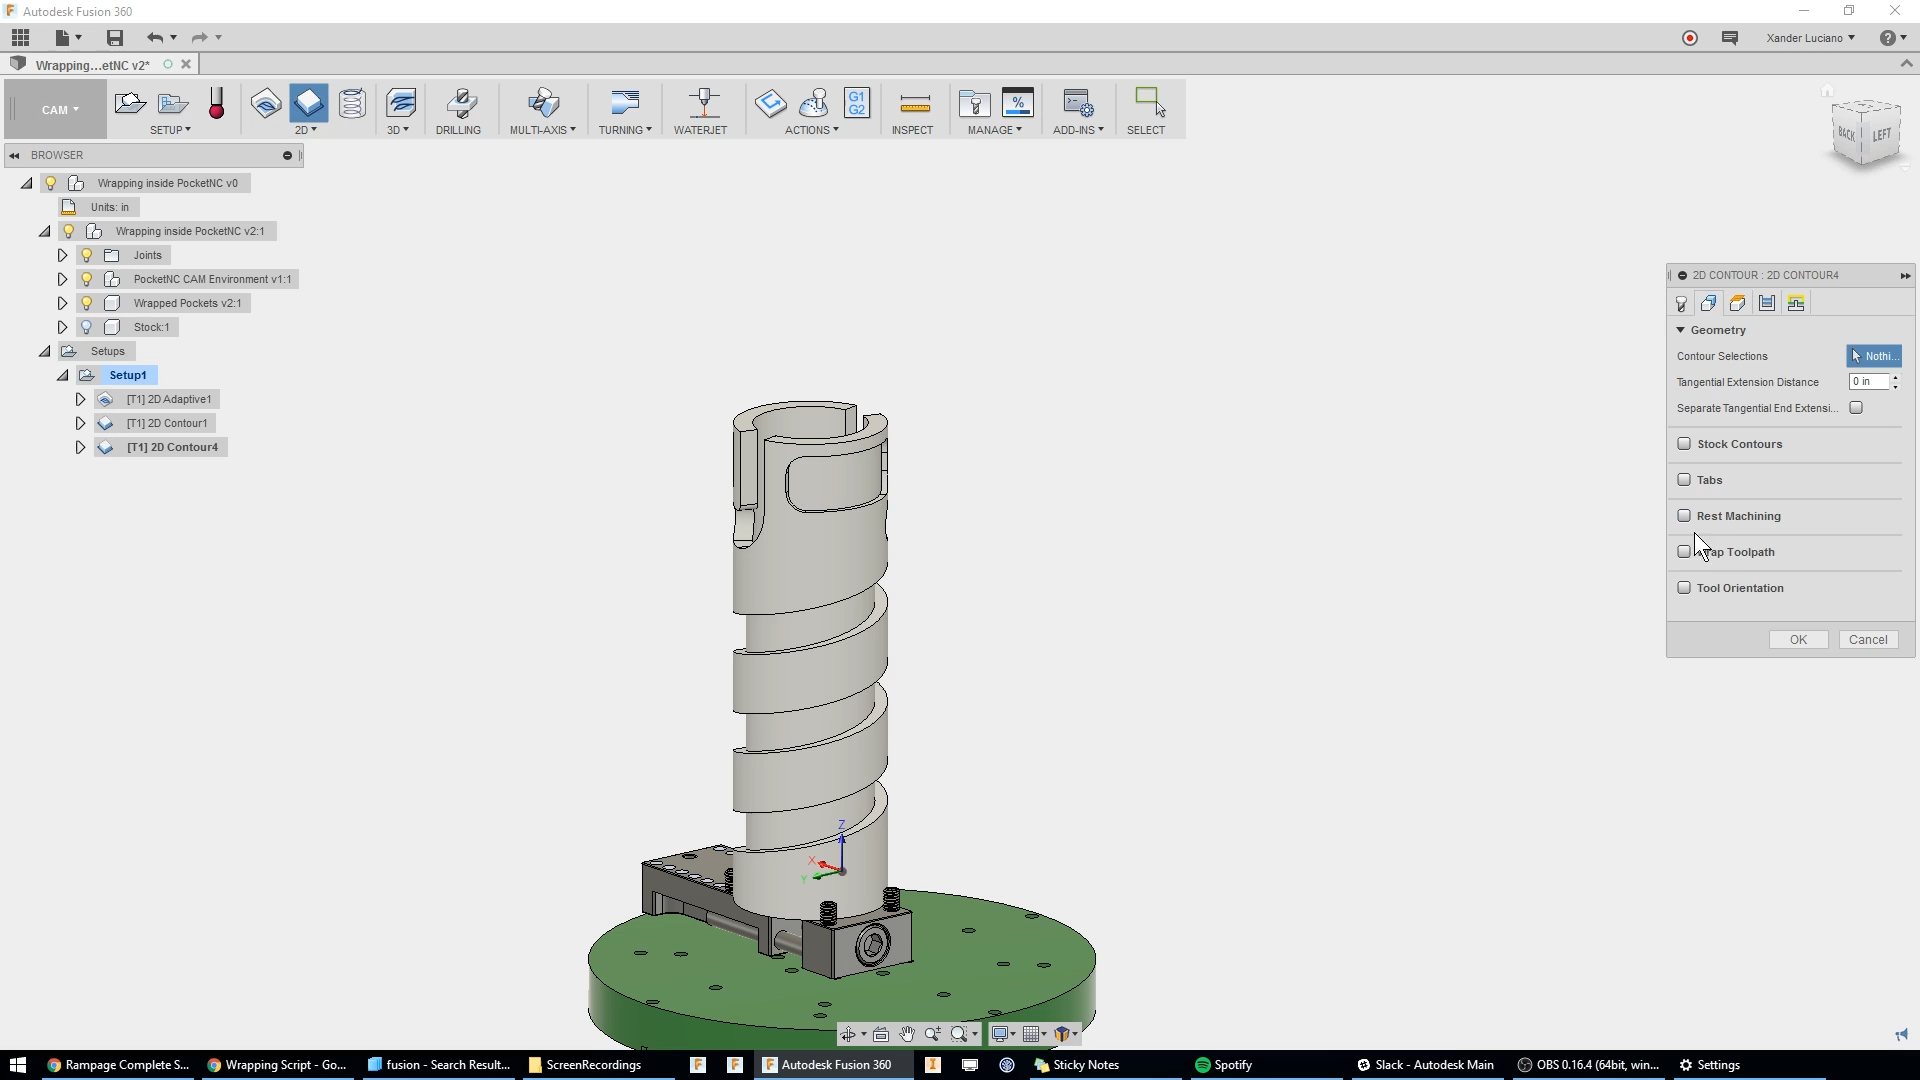 Autodesk Fusion 360
Xander Luciano
Wrapping...etNC v2*
CAM
G1
G2
%
SETUP
2D
3D
DRILLING
MULTI-AXIS
TURNING
WATERJET
ACTIONS
INSPECT
MANAGE
ADD-INS
SELECT
BROWSER
BACK
LEFT
Wrapping inside PocketNC v0
Units: in
Wrapping inside PocketNC v2:1
Joints
PocketNC CAM Environment v1:1
Wrapped Pockets v2:1
Stock:1
Setups
Setup1
[T1] 2D Adaptive1
[T1] 2D Contour1
[T1] 2D Contour4
2D CONTOUR : 2D CONTOUR4
Geometry
Contour Selections
Nothi...
Tangential Extension Distance
0 in
Separate Tangential End Extensi...
Stock Contours
Tabs
Rest Machining
ap Toolpath
Tool Orientation
OK
Cancel
Z
X
Y
Rampage Complete S...
Wrapping Script - Go...
fusion - Search Result...
ScreenRecordings
Autodesk Fusion 360
Sticky Notes
Spotify
Slack - Autodesk Main
OBS 0.16.4 (64bit, win...
Settings